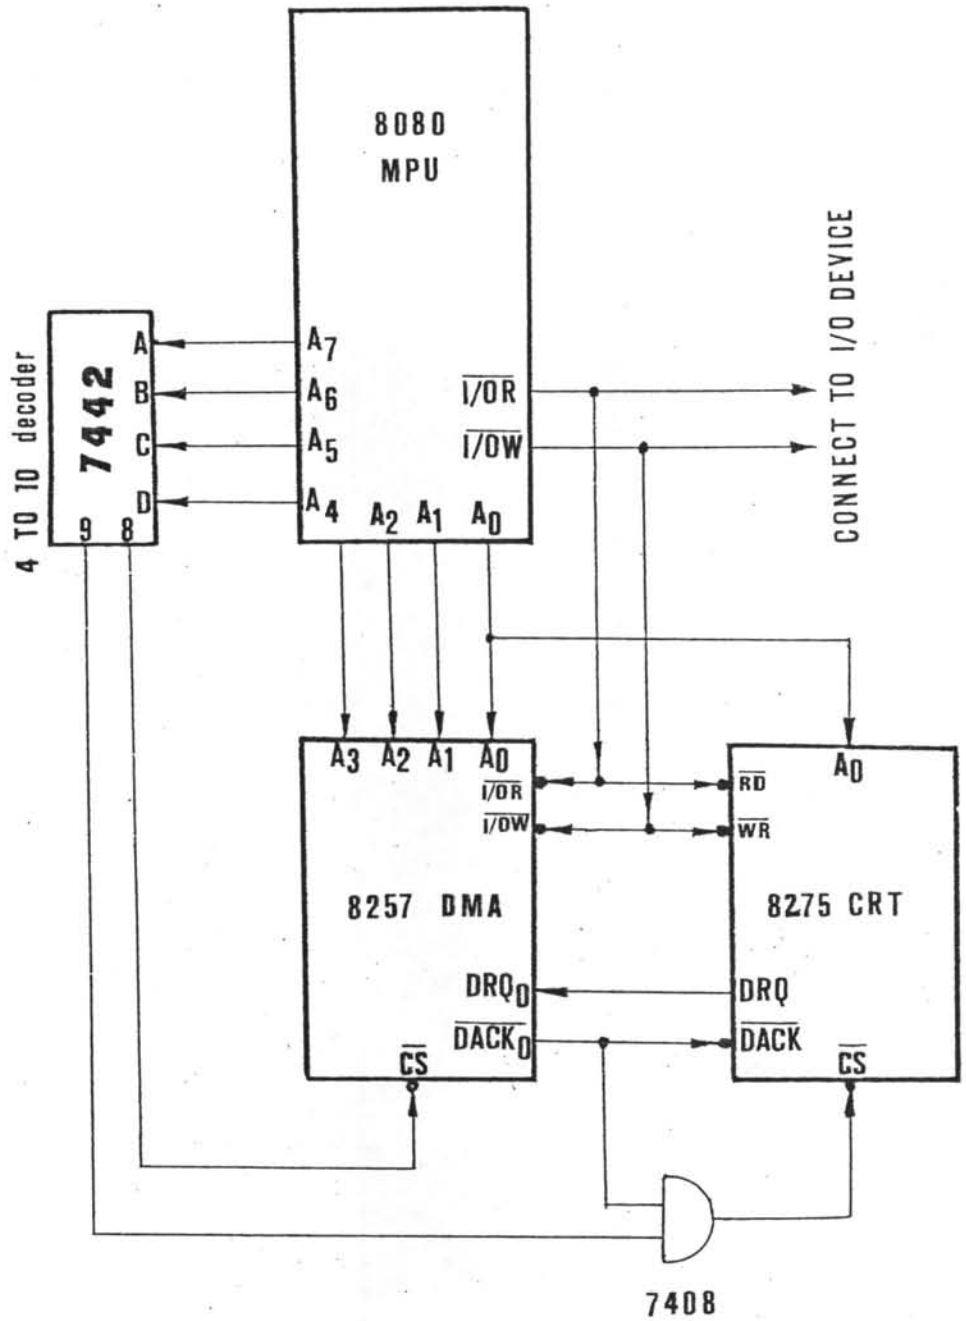 8080
MPU
A7
A6
A5
A4
A2
A1
A0
I/OR
I/OW
CONNECT TO I/O DEVICE
4 TO 10 decoder
7442
A
B
C
D
9
8
A3
A2
A1
A0
I/OR
I/OW
8257 DMA
DRQ0
DACK0
CS
A0
RD
WR
8275 CRT
DRQ
DACK
CS
7408